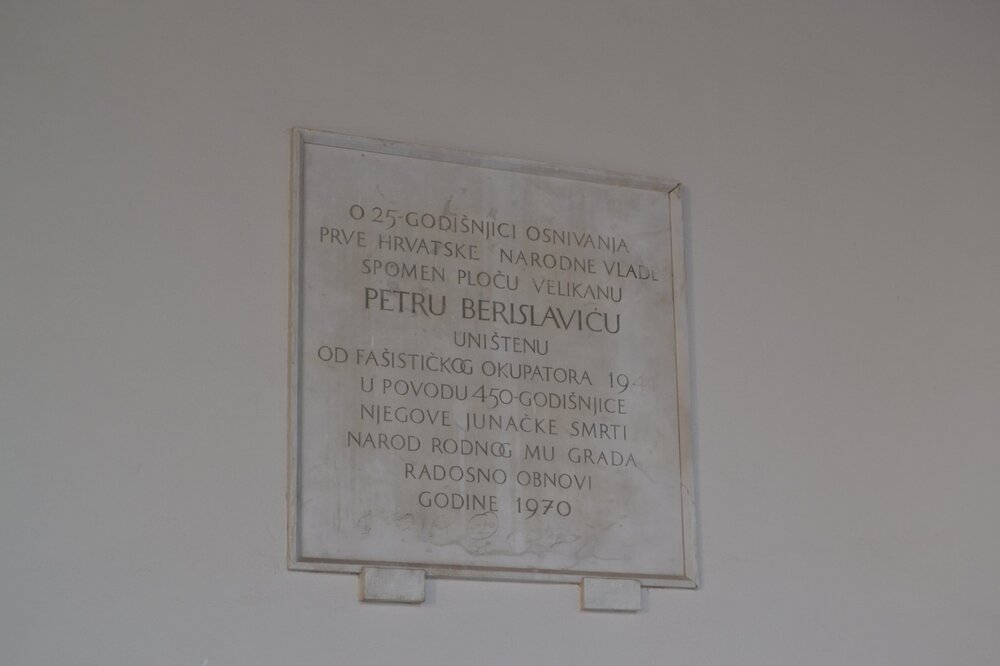 O 25-GODIŠNJICI OSNIVANJA
PRVE HRVATSKE NARODNE VLADE
SPOMEN PLOČU VELIKANU
PETRU BERISLAVIĆU
UNIŠTENU
OD FAŠISTIČKOG OKUPATORA
U POVODU 450-GODIŠNJICE
NJEGOVE JUNAČKE SMRTI
NAROD RODNOG MU GRADA
RADOSNO OBNOVI
GODINE 1970